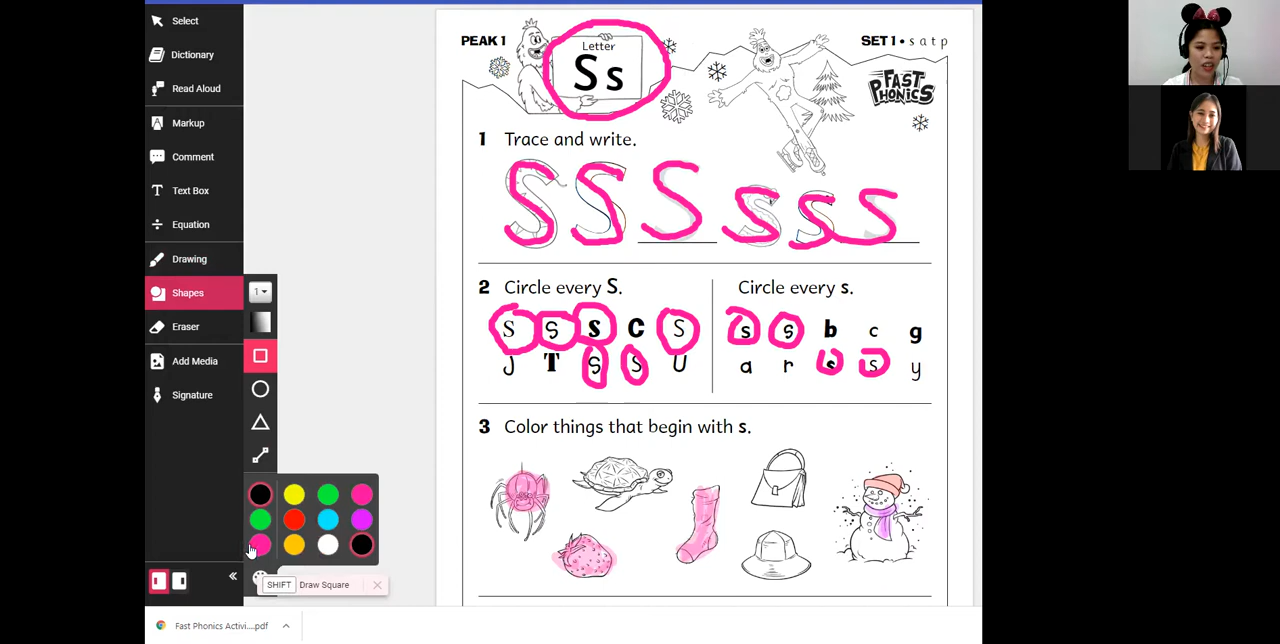 Select
Dictionary
Read Aloud
Markup
Comment
Text Box
Equation
Drawing
Shapes
Eraser
Add Media
Signature
1
SHIFT Draw Square
Fast Phonics Activi....pdf
PEAK 1
Letter
Ss
SET 1 • s a t p
FAST
PHONICS
1 Trace and write.
S S S s s s
2 Circle every S.
S S S C S
J T S S U
Circle every s.
s s b c g
a r s s y
3 Color things that begin with s.